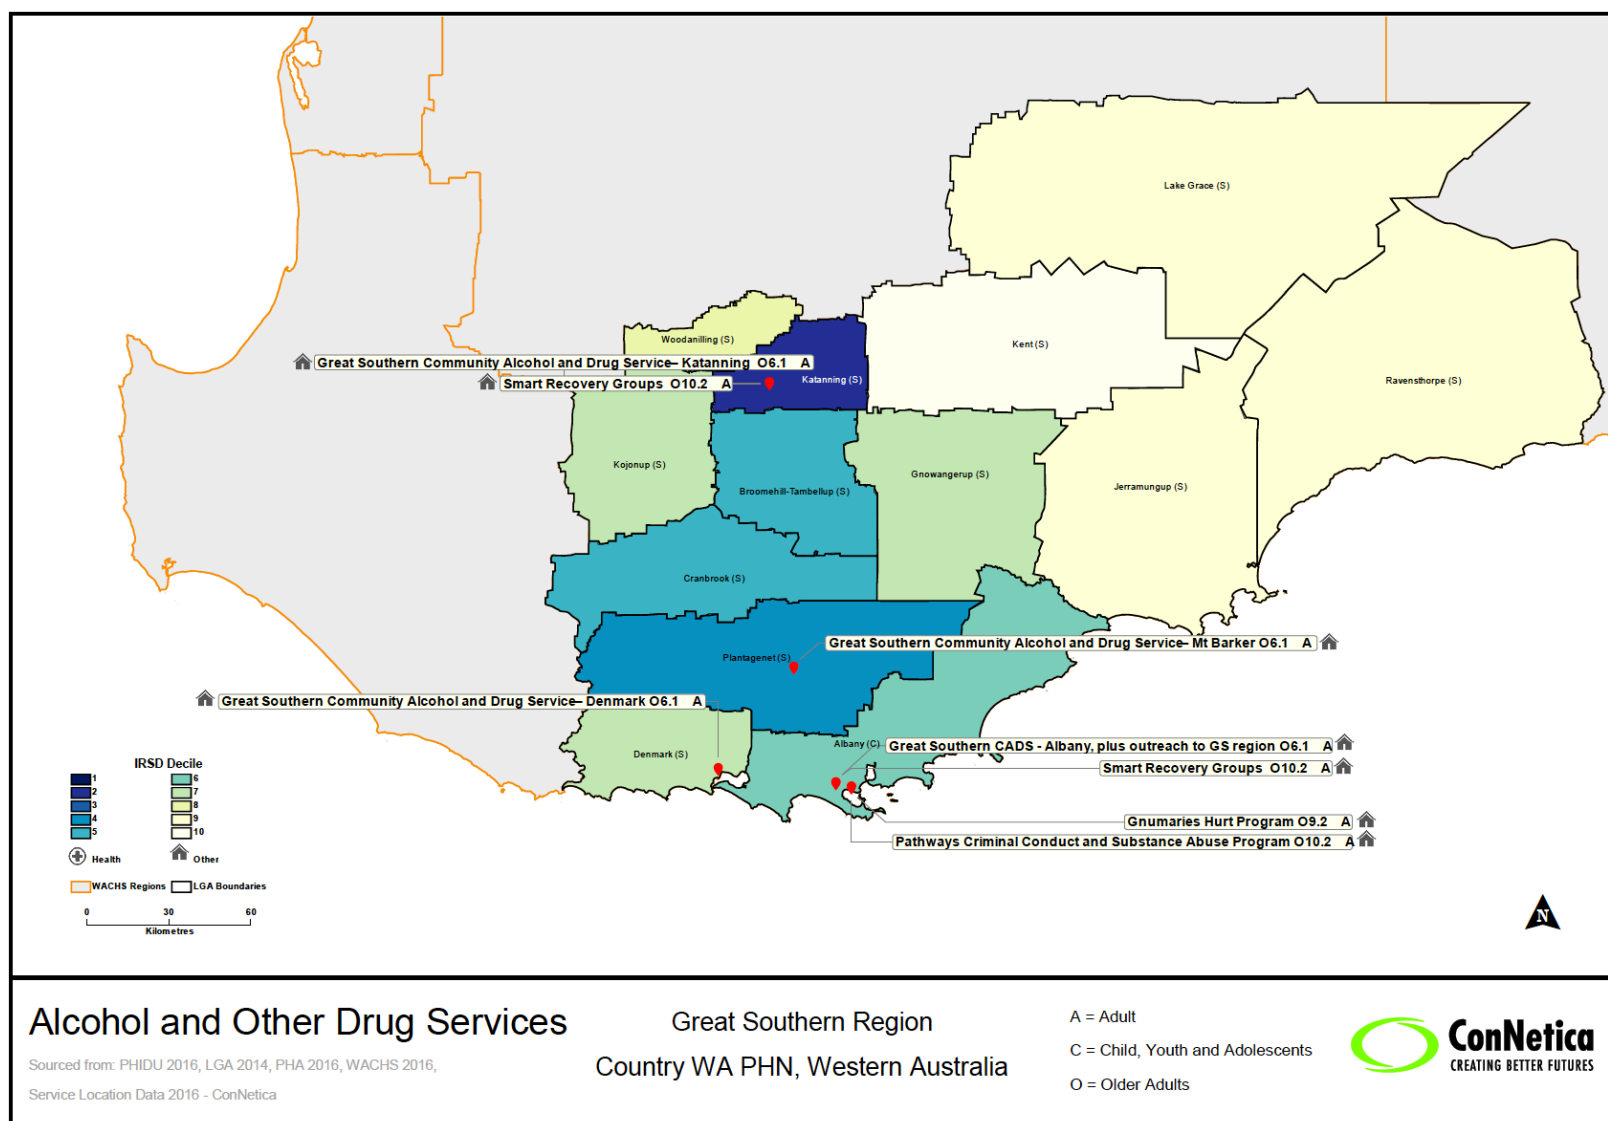 Lake Grace (S)
Kent (S)
Woodanilling (S)
Great Southern Community Alcohol and Drug Service– Katanning O6.1 A
Katanning (S)
Smart Recovery Groups O10.2 A
Ravensthorpe (S)
Kojonup (S)
Gnowangerup (S)
Broomehill-Tambellup (S)
Jerramungup (S)
Cranbrook (S)
Great Southern Community Alcohol and Drug Service– Mt Barker O6.1 A
Plantagenet (S)
Great Southern Community Alcohol and Drug Service– Denmark O6.1 A
Albany (C)
Great Southern CADS - Albany, plus outreach to GS region O6.1 A
Denmark (S)
Smart Recovery Groups O10.2 A
Gnumaries Hurt Program O9.2 A
Pathways Criminal Conduct and Substance Abuse Program O10.2 A
IRSD Decile
1 6
2 7
3 8
4 9
5 10
Health Other
WACHS Regions LGA Boundaries
0 30 60
Kilometres
N
Alcohol and Other Drug Services
Sourced from: PHIDU 2016, LGA 2014, PHA 2016, WACHS 2016,
Service Location Data 2016 - ConNetica
Great Southern Region
Country WA PHN, Western Australia
A = Adult
C = Child, Youth and Adolescents
O = Older Adults
ConNetica
CREATING BETTER FUTURES